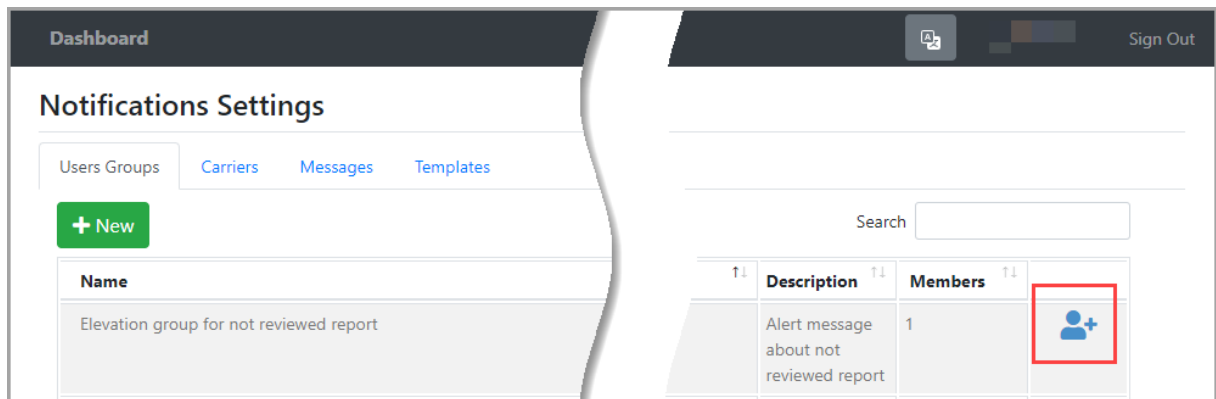 Dashboard Sign Out
Notifications Settings
Users Groups Carriers Messages Templates
New Search
Name Description Members
Elevation group for not reviewed report Alert message 1
about not
reviewed report